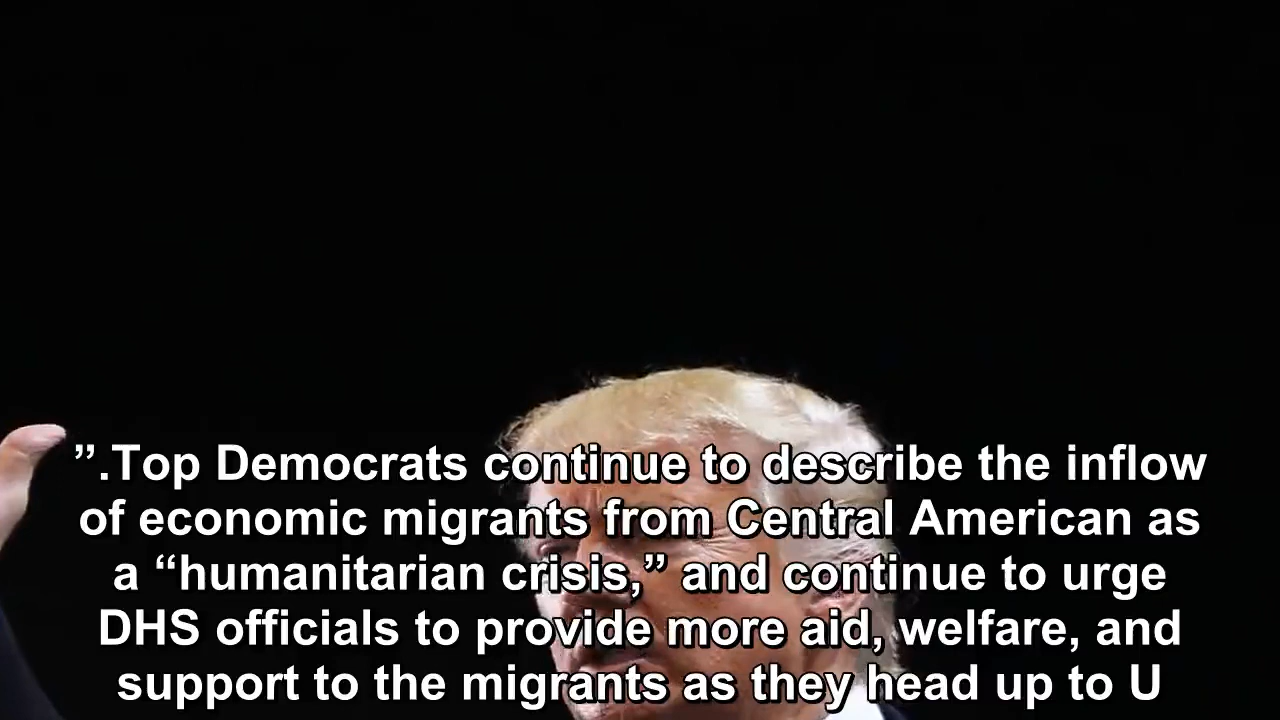 ”.Top Democrats continue to describe the inflow
of economic migrants from Central American as
a “humanitarian crisis,” and continue to urge
DHS officials to provide more aid, welfare, and
support to the migrants as they head up to U